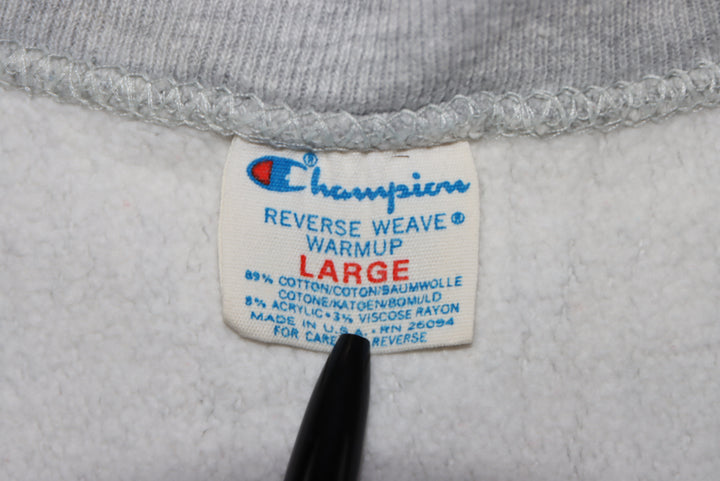 Champion®
REVERSE WEAVE®
WARMUP
LARGE
89% COTTON/COTON/BAUMWOLLE
COTONE/KATOEN/BOMULD
8% ACRYLIC • 3% VISCOSE RAYON
MADE IN U.S.A. • RN 26094
FOR CARE REVERSE